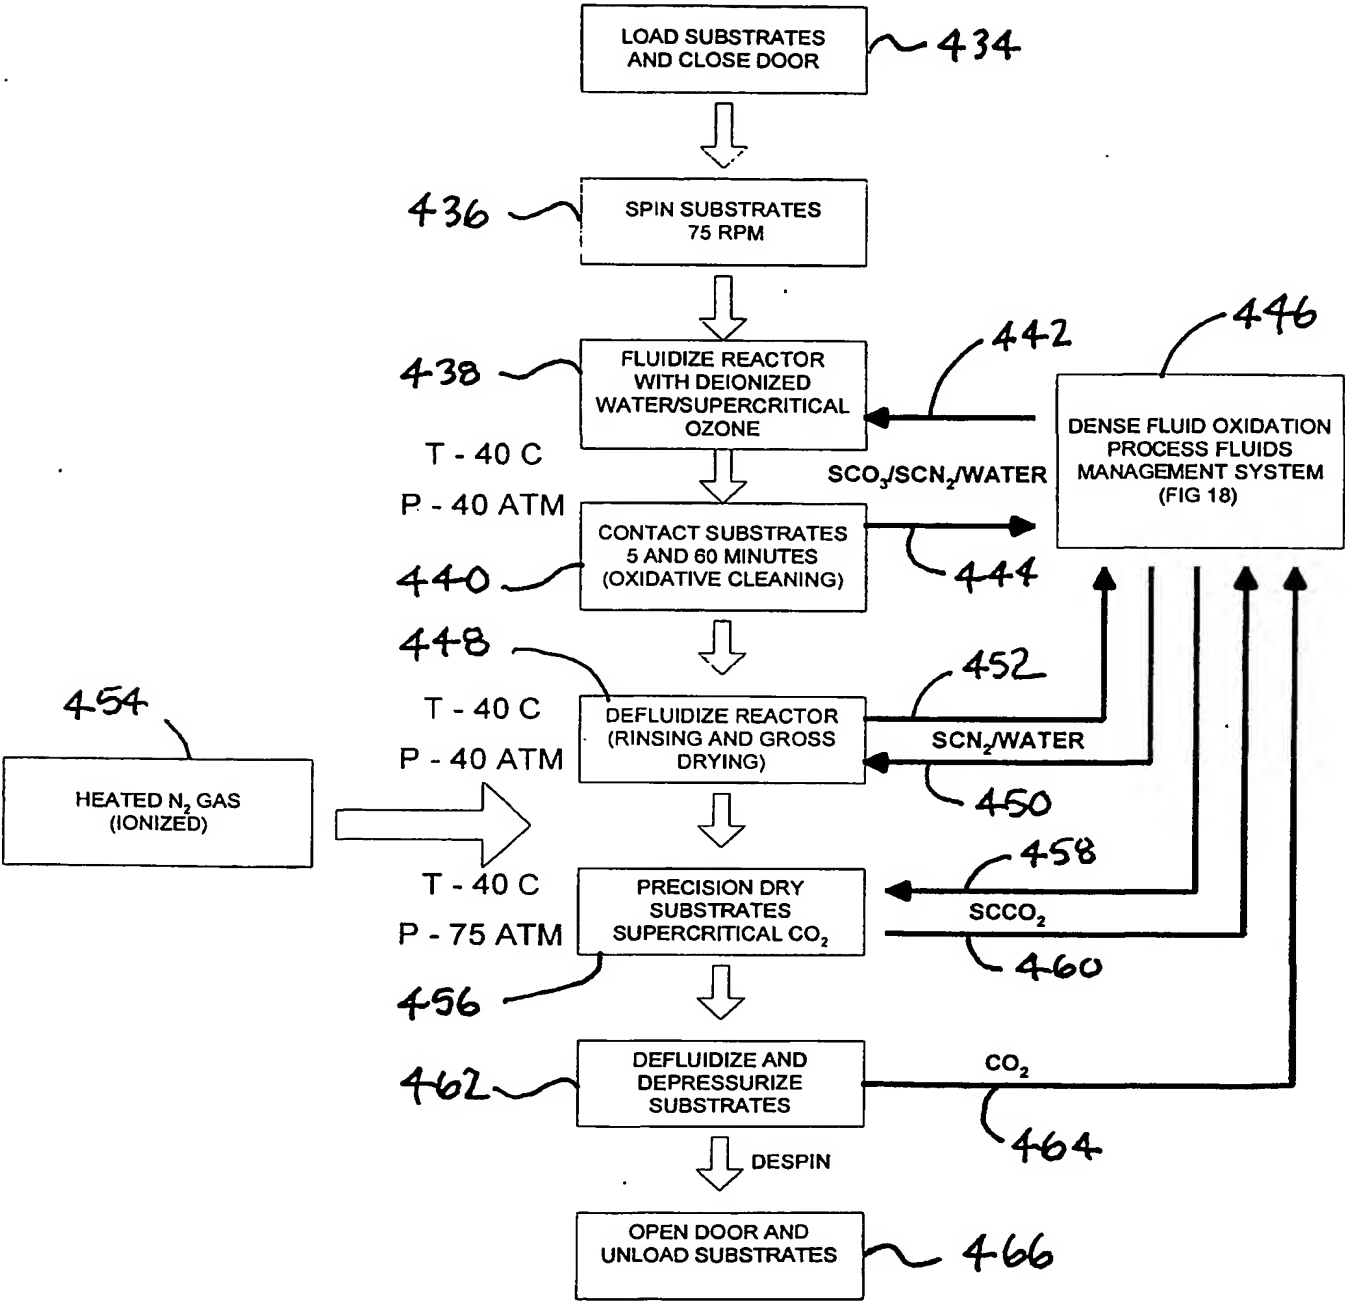 LOAD SUBSTRATES
AND CLOSE DOOR
434
436
SPIN SUBSTRATES
75 RPM
438
FLUIDIZE REACTOR
WITH DEIONIZED
WATER/SUPERCRITICAL
OZONE
442
446
DENSE FLUID OXIDATION
PROCESS FLUIDS
MANAGEMENT SYSTEM
(FIG 18)
T - 40 C
P - 40 ATM
SCO₃/SCN₂/WATER
CONTACT SUBSTRATES
5 AND 60 MINUTES
(OXIDATIVE CLEANING)
440
444
448
452
454
T - 40 C
P - 40 ATM
DEFLUIDIZE REACTOR
(RINSING AND GROSS
DRYING)
SCN₂/WATER
450
HEATED N₂ GAS
(IONIZED)
T - 40 C
P - 75 ATM
PRECISION DRY
SUBSTRATES
SUPERCRITICAL CO₂
458
SCCO₂
460
456
462
DEFLUIDIZE AND
DEPRESSURIZE
SUBSTRATES
CO₂
464
DESPIN
OPEN DOOR AND
UNLOAD SUBSTRATES
466